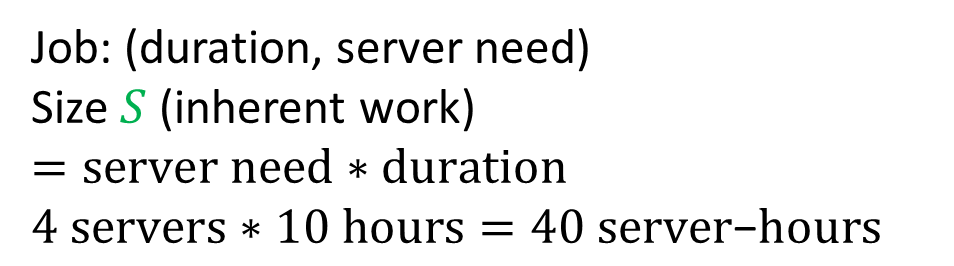 Job: (duration, server need)
Size S (inherent work)
= server need ∗ duration
4 servers ∗ 10 hours = 40 server−hours